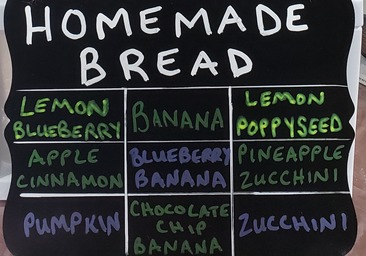 HOMEMADE
BREAD
LEMON
BLUEBERRY
BANANA
LEMON
POPPYSEED
APPLE
CINNAMON
BLUEBERRY
BANANA
PINEAPPLE
ZUCCHINI
PUMPKIN
CHOCOLATE
CHIP
BANANA
ZUCCHINI